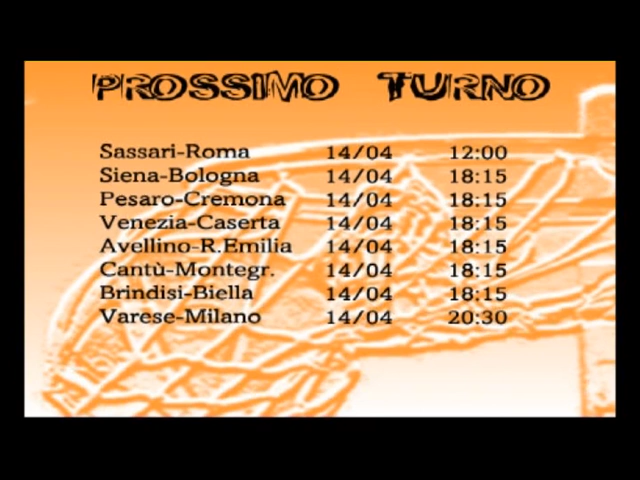 PROSSIMO TURNO
Sassari-Roma 14/04 12:00
Siena-Bologna 14/04 18:15
Pesaro-Cremona 14/04 18:15
Venezia-Caserta 14/04 18:15
Avellino-R.Emilia 14/04 18:15
Cantù-Montegr. 14/04 18:15
Brindisi-Biella 14/04 18:15
Varese-Milano 14/04 20:30